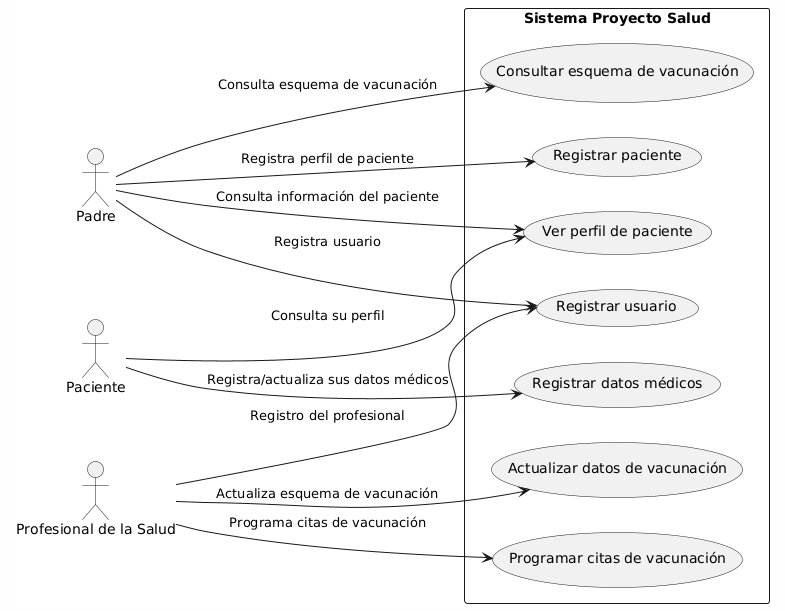 Sistema Proyecto Salud
Consultar esquema de vacunación
Consulta esquema de vacunación
Registrar paciente
Registra perfil de paciente
Consulta información del paciente
Padre
Ver perfil de paciente
Registra usuario
Registrar usuario
Consulta su perfil
Paciente
Registra/actualiza sus datos médicos
Registrar datos médicos
Registro del profesional
Actualizar datos de vacunación
Actualiza esquema de vacunación
Programa citas de vacunación
Profesional de la Salud
Programar citas de vacunación